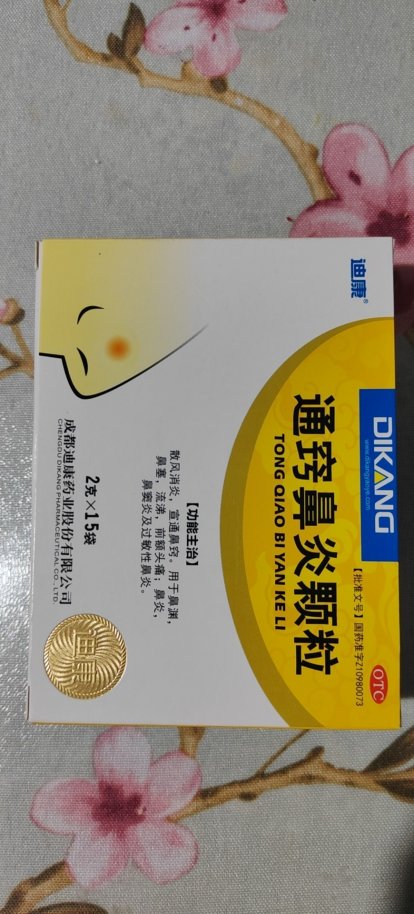 迪康®
DIKANG
www.dikangyaoye.com
【批准文号】国药准字Z10980073
OTC
通窍鼻炎颗粒
TONG QIAO BI YAN KE LI
【功能主治】
散风消炎，宣通鼻窍。用于鼻渊，
鼻塞，流涕，前额头痛；鼻炎，
鼻窦炎及过敏性鼻炎。
2克×15袋
成都迪康药业股份有限公司
CHENGDU DIKANG PHARMACEUTICAL CO., LTD.
迪康